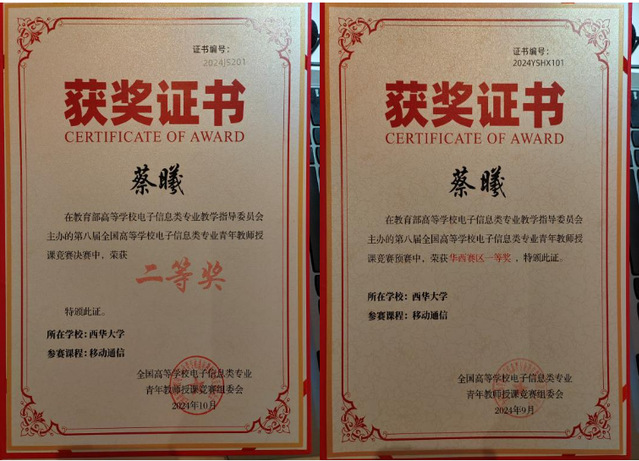 证书编号：
2024JS201
获奖证书
CERTIFICATE OF AWARD
蔡曦
在教育部高等学校电子信息类专业教学指导委员会
主办的第八届全国高等学校电子信息类专业青年教师授
课竞赛决赛中，荣获
二等奖
特颁此证。
所在学校：西华大学
参赛课程：移动通信
全国高等学校电子信息类专业
青年教师授课竞赛组委会
2024年10月
证书编号：
2024YSHX101
获奖证书
CERTIFICATE OF AWARD
蔡曦
在教育部高等学校电子信息类专业教学指导委员会
主办的第八届全国高等学校电子信息类专业青年教师授
课竞赛预赛中，荣获 华西赛区一等奖 ，特颁此证。
所在学校：西华大学
参赛课程：移动通信
全国高等学校电子信息类专业
青年教师授课竞赛组委会
2024年9月